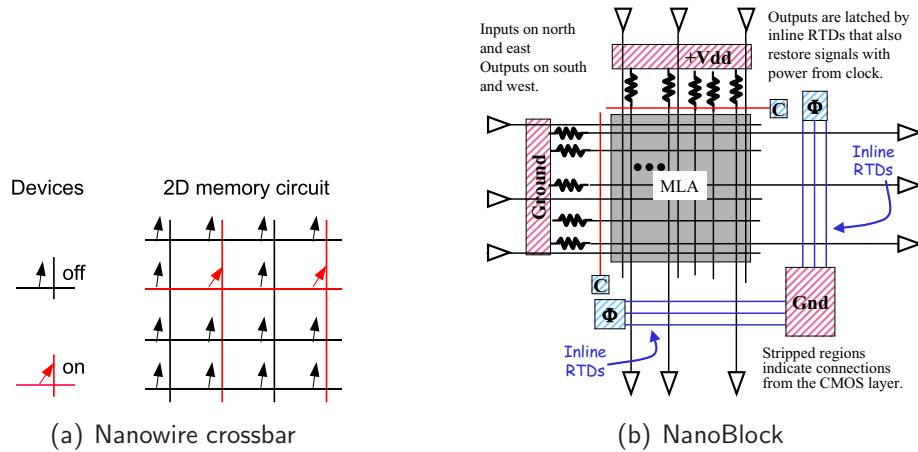 Devices
2D memory circuit
off
on
(a) Nanowire crossbar
Inputs on north
and east
Outputs on south
and west.
+Vdd
Outputs are latched by
inline RTDs that also
restore signals with
power from clock.
C
Φ
Ground
MLA
Inline
RTDs
C
Φ
Gnd
Inline
RTDs
Stripped regions
indicate connections
from the CMOS layer.
(b) NanoBlock